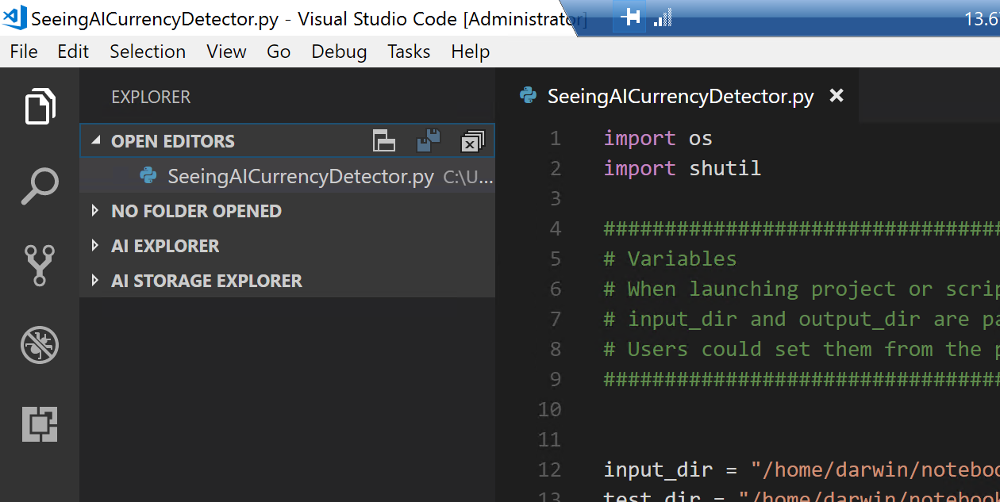 SeeingAICurrencyDetector.py - Visual Studio Code [Administrator]
13.6
File Edit Selection View Go Debug Tasks Help
EXPLORER
OPEN EDITORS
SeeingAICurrencyDetector.py C:\U...
NO FOLDER OPENED
AI EXPLORER
AI STORAGE EXPLORER
SeeingAICurrencyDetector.py
1 import os
2 import shutil
3
4 #################################
5 # Variables
6 # When launching project or scrip
7 # input_dir and output_dir are pa
8 # Users could set them from the p
9 #################################
10
11
12 input_dir = "/home/darwin/noteboo
13 test_dir = "/home/darwin/notebook